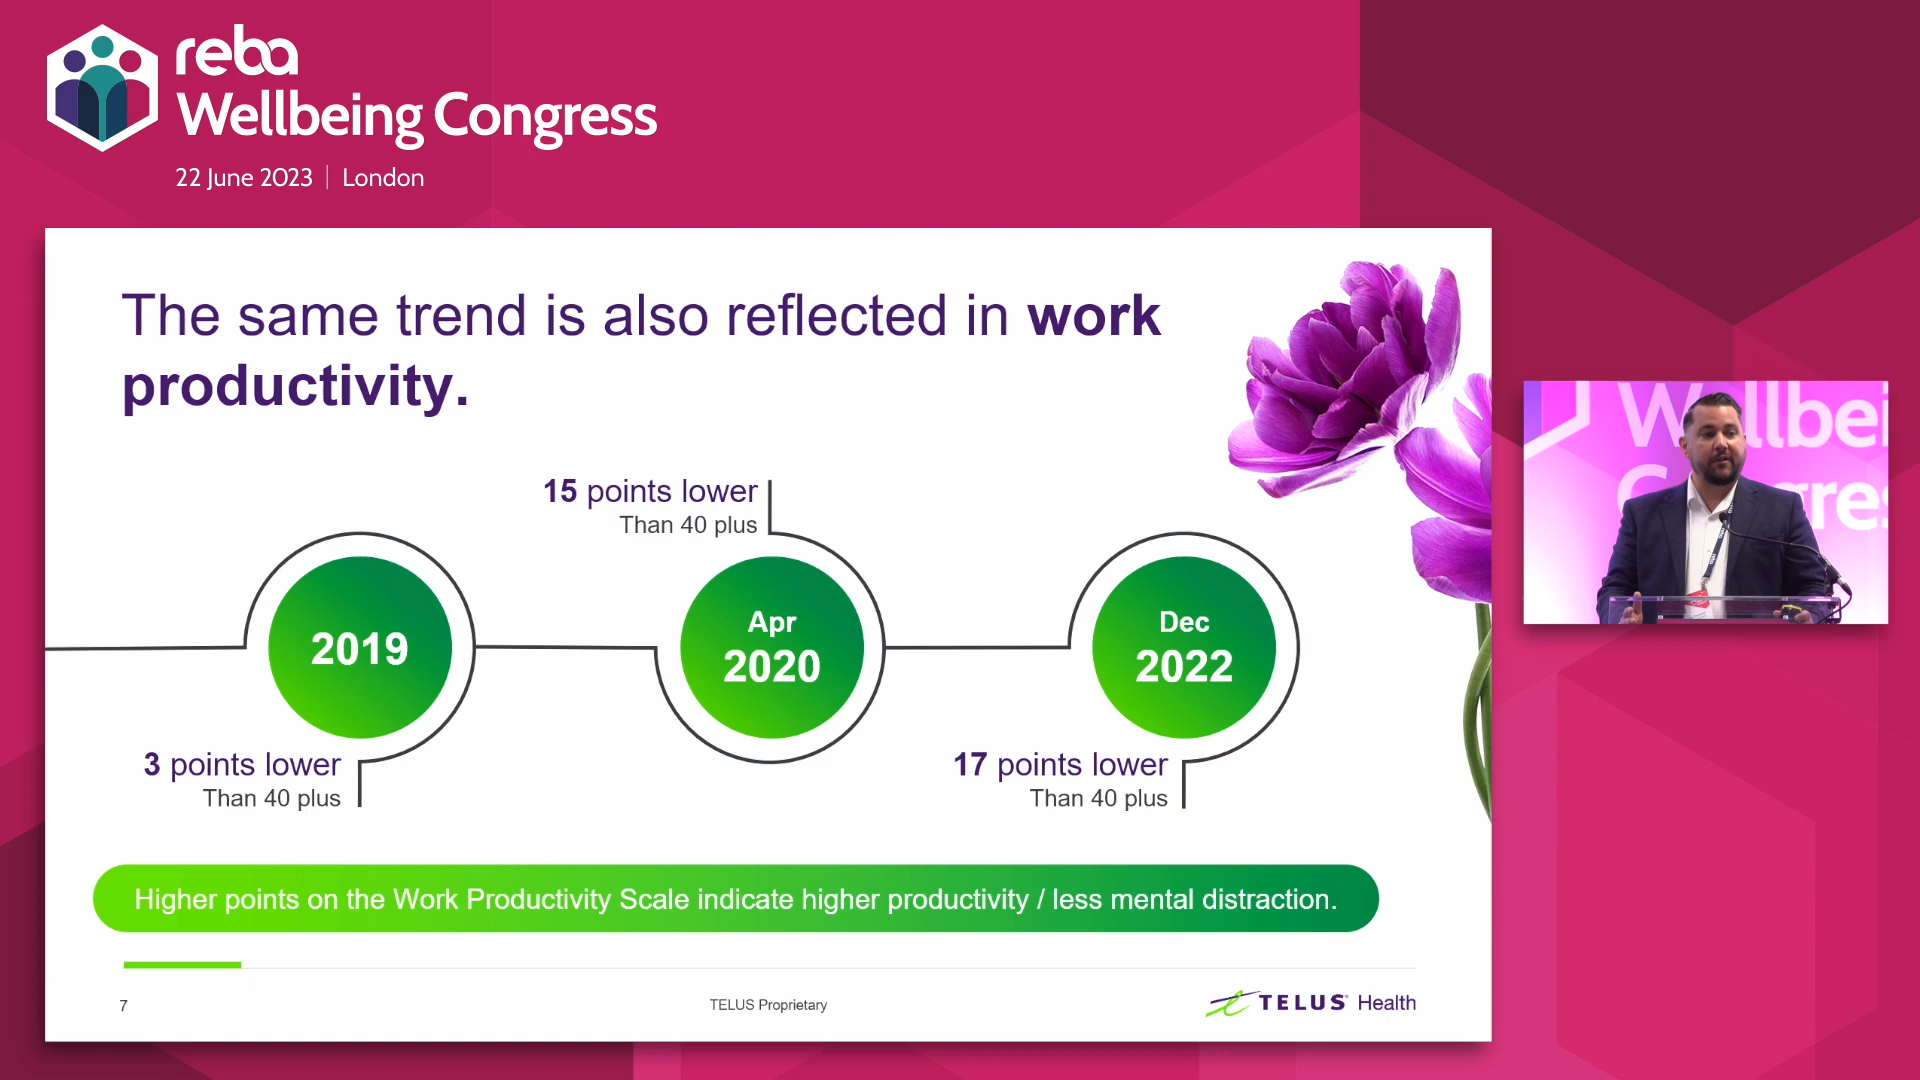 reba
Wellbeing Congress
22 June 2023 | London
The same trend is also reflected in work
productivity.
15 points lower
Than 40 plus
2019
Apr
2020
Dec
2022
3 points lower
Than 40 plus
17 points lower
Than 40 plus
Higher points on the Work Productivity Scale indicate higher productivity / less mental distraction.
7
TELUS Proprietary
TELUS Health
Wellbei
Congres